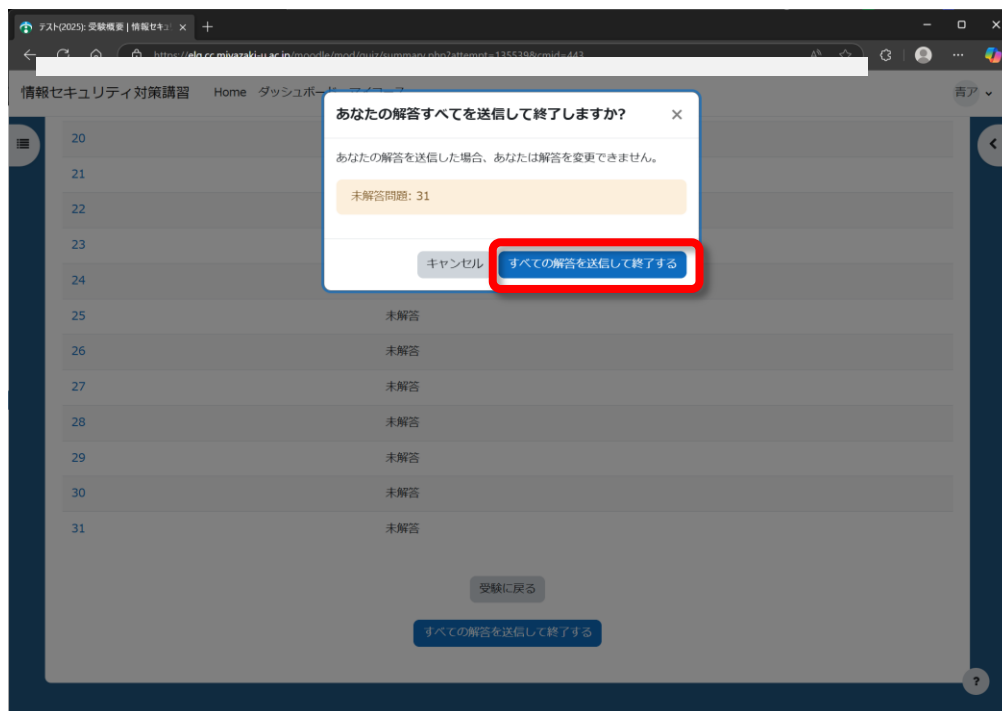 テスト(2025): 受験概要 | 情報セキュ
https://elg.cc.miyazaki-u.ac.jp/moodle/mod/quiz/summary.php?attempt=135539&cmid=443
情報セキュリティ対策講習 Home ダッシュボード マイコース 青ア
あなたの解答すべてを送信して終了しますか?
20
あなたの解答を送信した場合、あなたは解答を変更できません。
21
未解答問題: 31
22
23
キャンセル すべての解答を送信して終了する
24
25 未解答
26 未解答
27 未解答
28 未解答
29 未解答
30 未解答
31 未解答
受験に戻る
すべての解答を送信して終了する
?